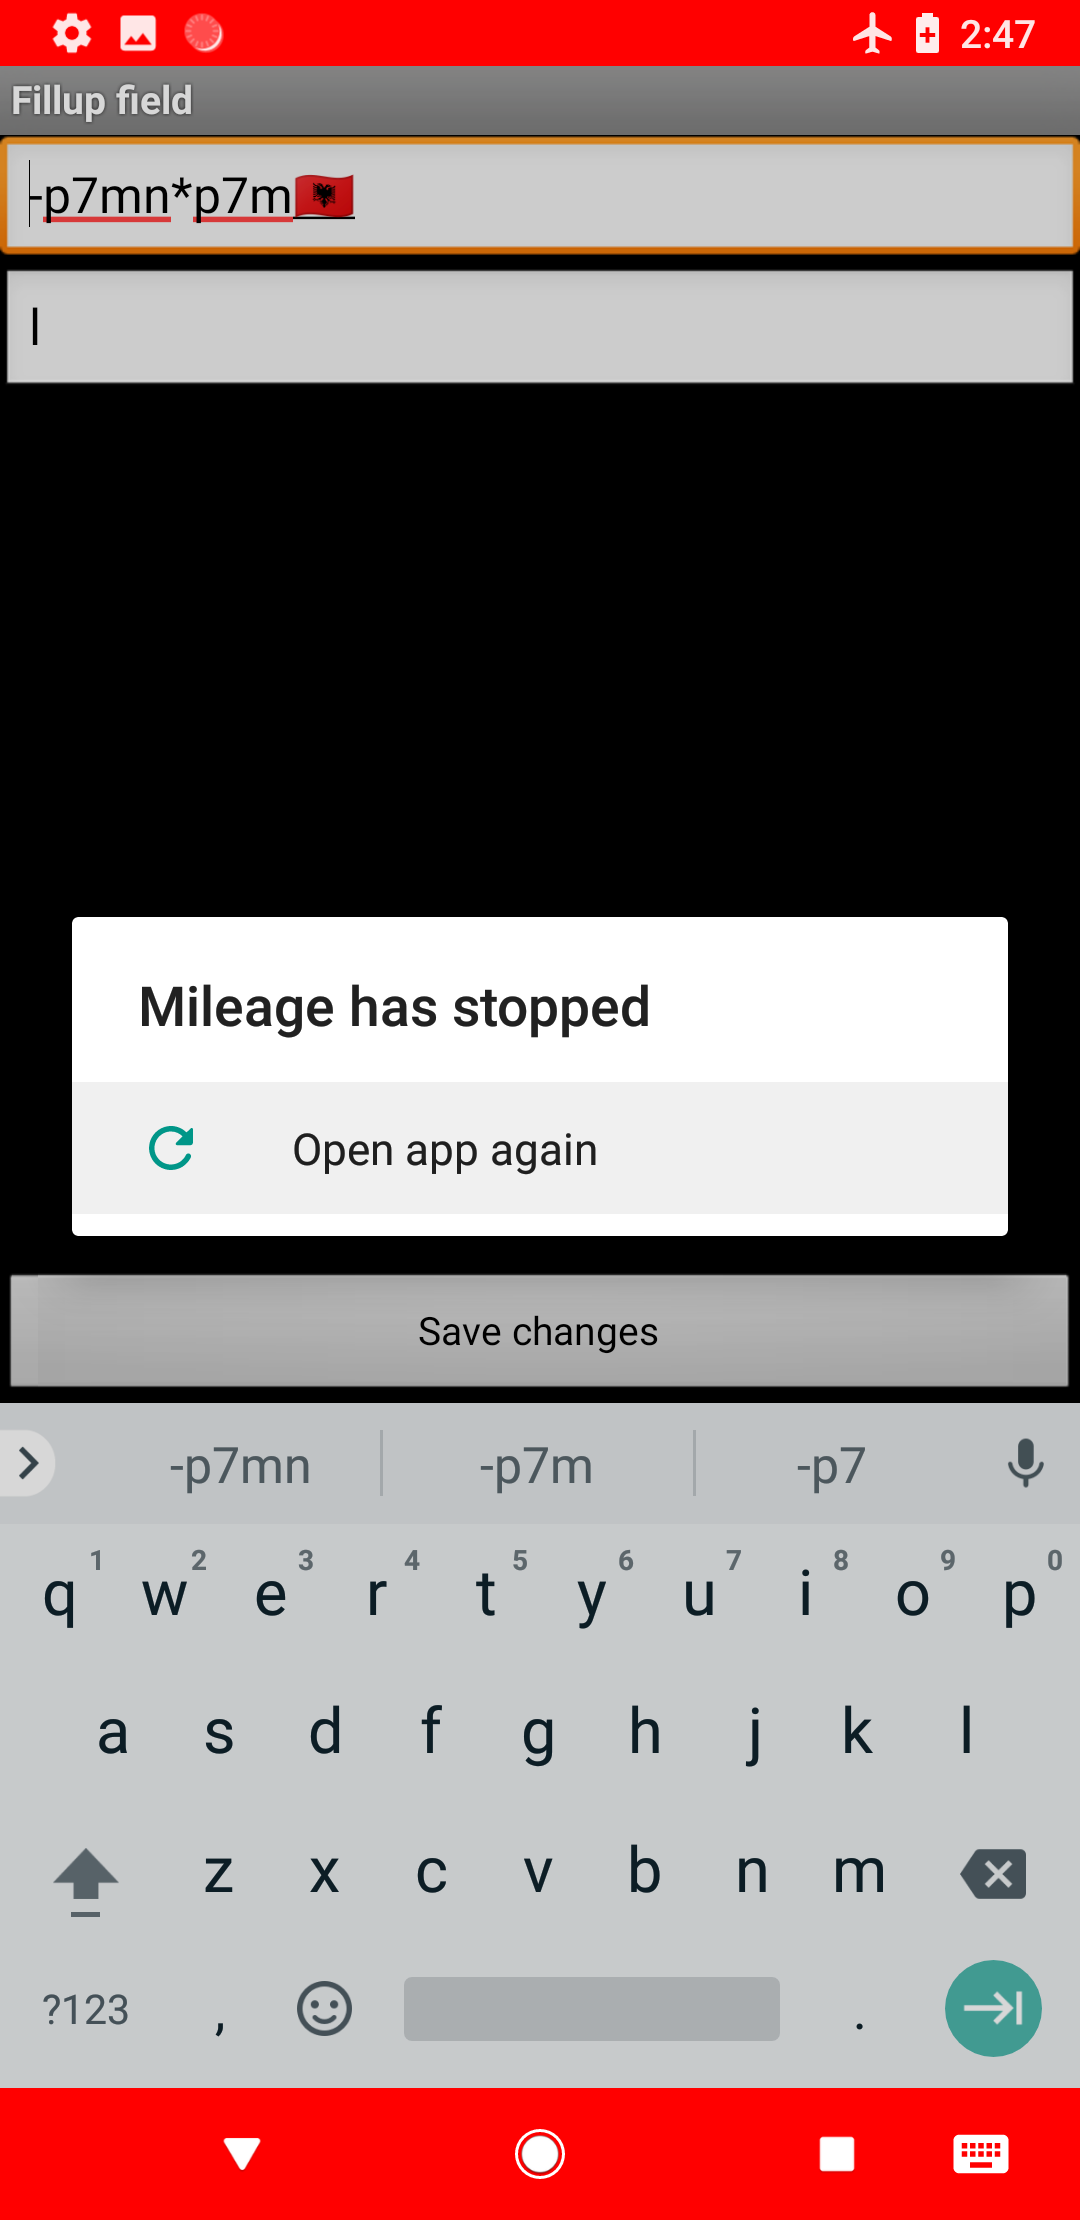 2:47
Fillup field
-p7mn*p7m🇦🇱
l
Mileage has stopped
Open app again
Save changes
-p7mn -p7m -p7
1 2 3 4 5 6 7 8 9 0
q w e r t y u i o p
a s d f g h j k l
z x c v b n m
?123 , .